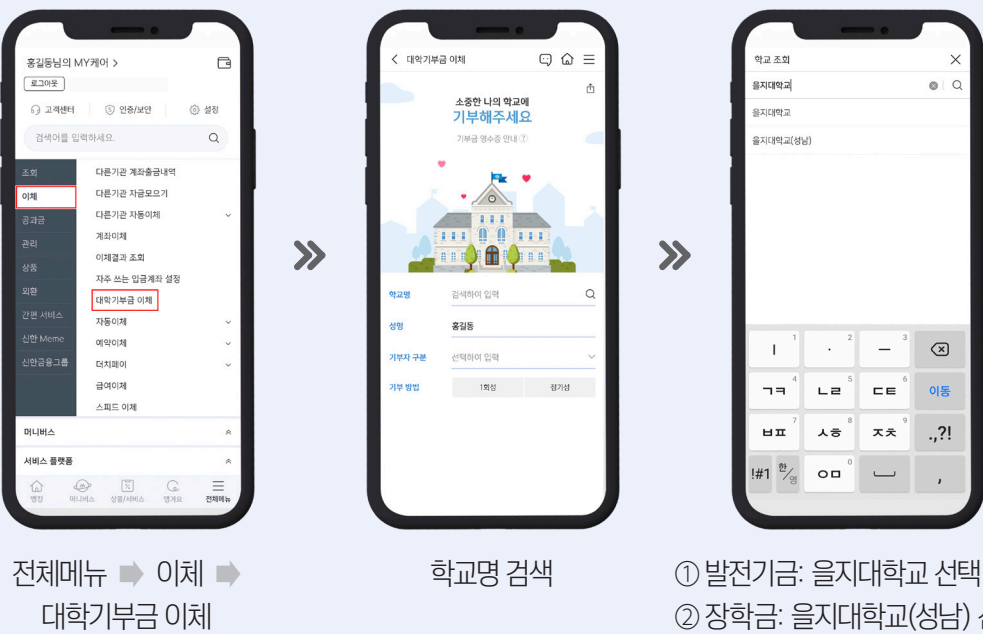 홍길동님의 MY케어 >
로그아웃
고객센터
인증/보안
설정
검색어를 입력하세요.
조회
이체
공과금
관리
상품
외환
간편 서비스
신한 Meme
신한금융그룹
다른기관 계좌출금내역
다른기관 자금모으기
다른기관 자동이체
계좌이체
이체결과 조회
자주 쓰는 입금계좌 설정
대학기부금 이체
자동이체
예약이체
더치페이
급여이체
스피드 이체
머니버스
서비스 플랫폼
뱅킹
머니버스
상품/서비스
땡겨요
전체메뉴
전체메뉴 ➡ 이체 ➡
대학기부금 이체
대학기부금 이체
소중한 나의 학교에
기부해주세요
기부금 영수증 안내 ?
학교명 검색하여 입력
성명 홍길동
기부자 구분 선택하여 입력
기부 방법 1회성 정기성
학교명 검색
학교 조회
을지대학교
을지대학교
을지대학교(성남)
ㅣ 1 · 2 ㅡ 3
ㄱㅋ 4 ㄴㄹ 5 ㄷㅌ 6 이동
ㅂㅍ 7 ㅅㅎ 8 ㅈㅊ 9 .,?!
!#1 한/영 ㅇㅁ 0 ,
① 발전기금: 을지대학교 선택
② 장학금: 을지대학교(성남)